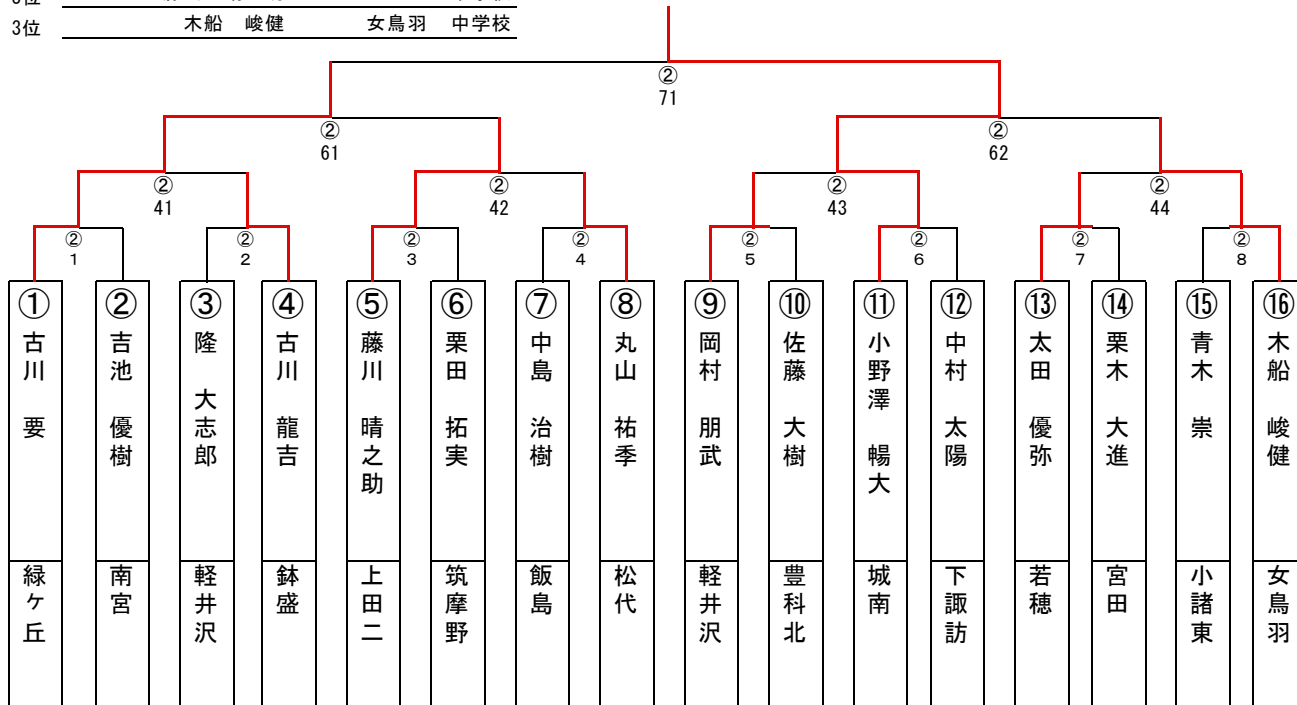 3位 木船 峻健 女鳥羽 中学校
②
71
② ②
61 62
② ② ② ②
41 42 43 44
② ② ② ② ② ② ② ②
1 2 3 4 5 6 7 8
① ② ③ ④ ⑤ ⑥ ⑦ ⑧ ⑨ ⑩ ⑪ ⑫ ⑬ ⑭ ⑮ ⑯
古川 要
吉池 優樹
隆 大志郎
古川 龍吉
藤川 晴之助
栗田 拓実
中島 治樹
丸山 祐季
岡村 朋武
佐藤 大樹
小野澤 暢大
中村 太陽
太田 優弥
栗木 大進
青木 崇
木船 峻健
緑ケ丘
南宮
軽井沢
鉢盛
上田二
筑摩野
飯島
松代
軽井沢
豊科北
城南
下諏訪
若穂
宮田
小諸東
女鳥羽